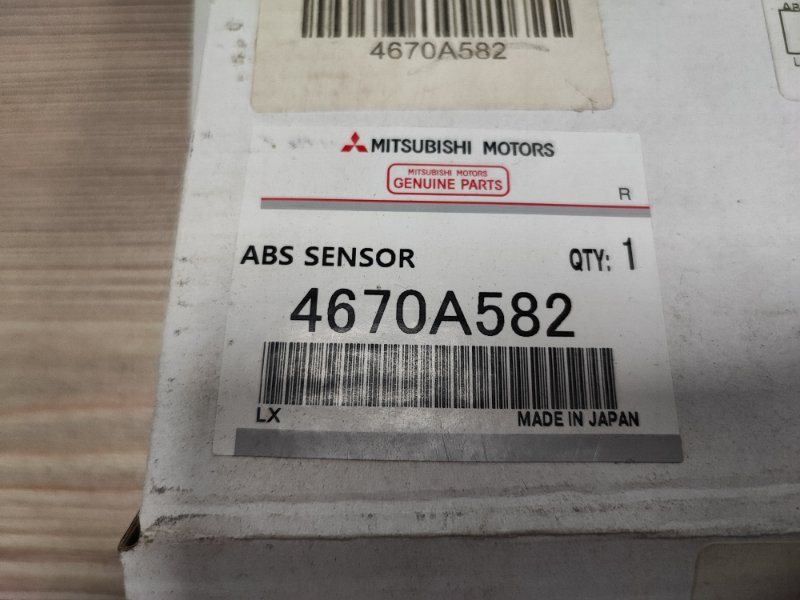 4670A582
MITSUBISHI MOTORS
MITSUBISHI MOTORS
GENUINE PARTS
R
ABS SENSOR
QTY: 1
4670A582
LX
MADE IN JAPAN